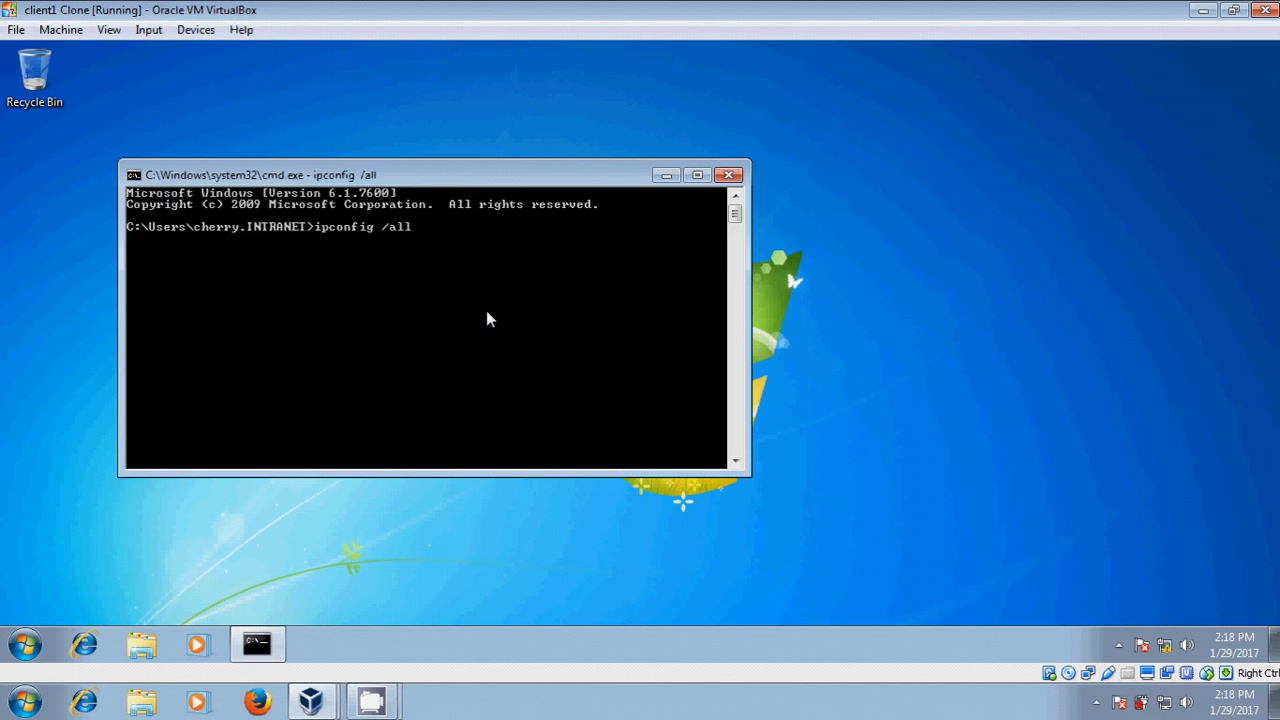 client1 Clone [Running] - Oracle VM VirtualBox
File Machine View Input Devices Help
Recycle Bin
C:\Windows\system32\cmd.exe - ipconfig /all
Microsoft Windows [Version 6.1.7600]
Copyright (c) 2009 Microsoft Corporation. All rights reserved.
C:\Users\cherry.INTRANET>ipconfig /all
2:18 PM
1/29/2017
Right Ctrl
2:18 PM
1/29/2017